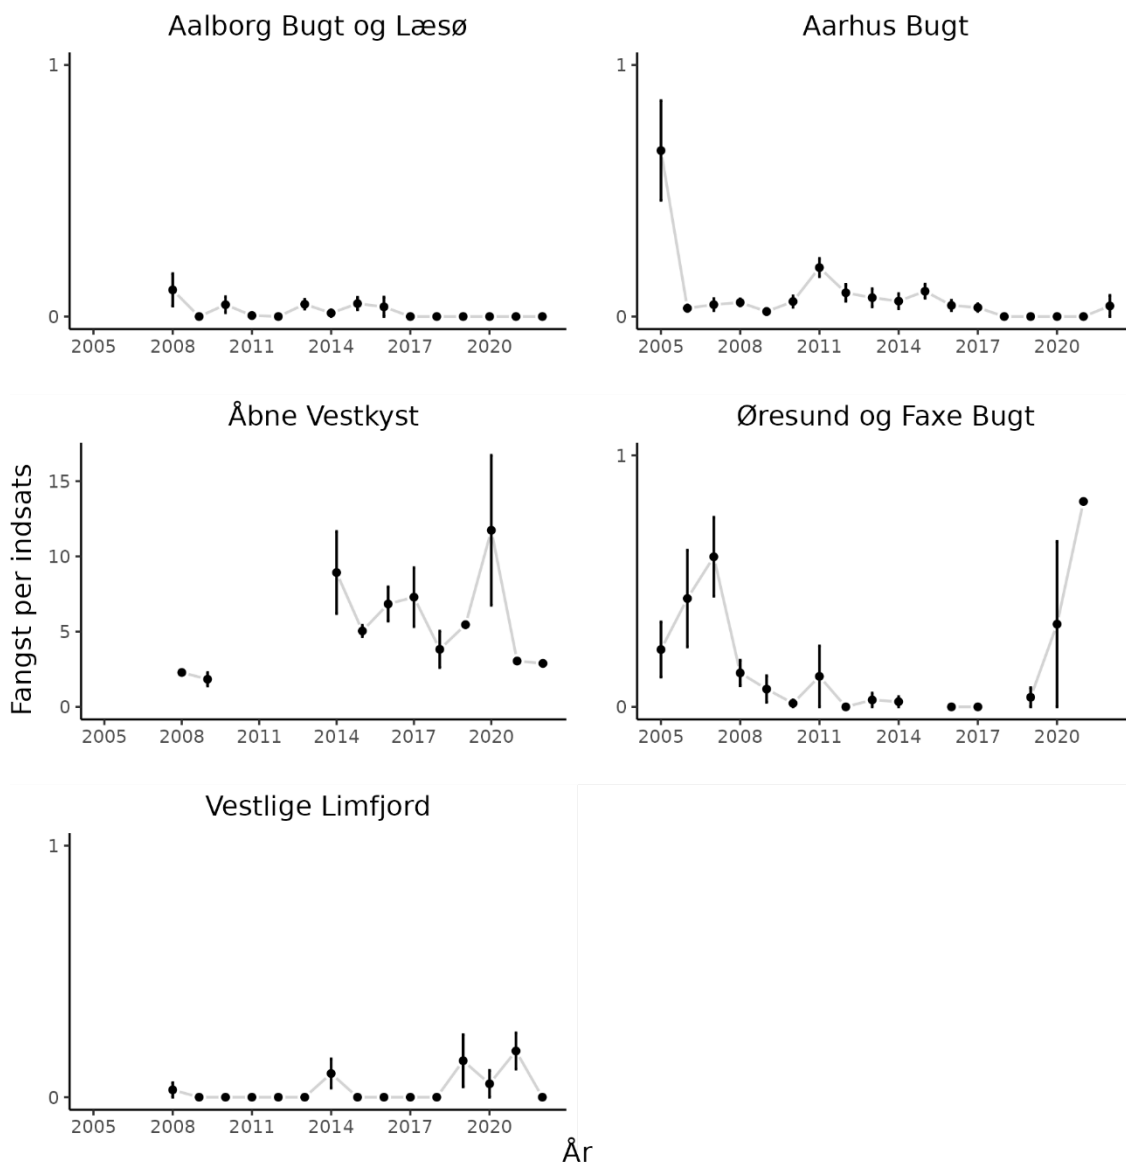 Aalborg Bugt og Læsø
1
0
2005 2008 2011 2014 2017 2020
Aarhus Bugt
1
0
2005 2008 2011 2014 2017 2020
Åbne Vestkyst
15
10
5
0
2005 2008 2011 2014 2017 2020
Øresund og Faxe Bugt
1
0
2005 2008 2011 2014 2017 2020
Fangst per indsats
Vestlige Limfjord
1
0
2005 2008 2011 2014 2017 2020
År